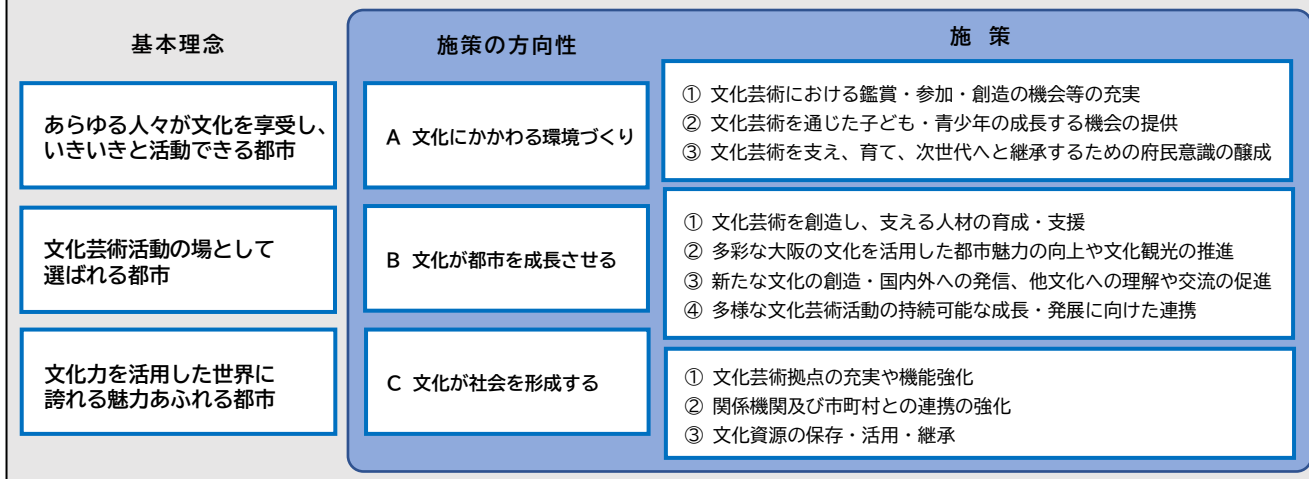 基本理念
施策の方向性
施 策
あらゆる人々が文化を享受し、
いきいきと活動できる都市
A 文化にかかわる環境づくり
① 文化芸術における鑑賞・参加・創造の機会等の充実
② 文化芸術を通じた子ども・青少年の成長する機会の提供
③ 文化芸術を支え、育て、次世代へと継承するための府民意識の醸成
文化芸術活動の場として
選ばれる都市
B 文化が都市を成長させる
① 文化芸術を創造し、支える人材の育成・支援
② 多彩な大阪の文化を活用した都市魅力の向上や文化観光の推進
③ 新たな文化の創造・国内外への発信、他文化への理解や交流の促進
④ 多様な文化芸術活動の持続可能な成長・発展に向けた連携
文化力を活用した世界に
誇れる魅力あふれる都市
C 文化が社会を形成する
① 文化芸術拠点の充実や機能強化
② 関係機関及び市町村との連携の強化
③ 文化資源の保存・活用・継承